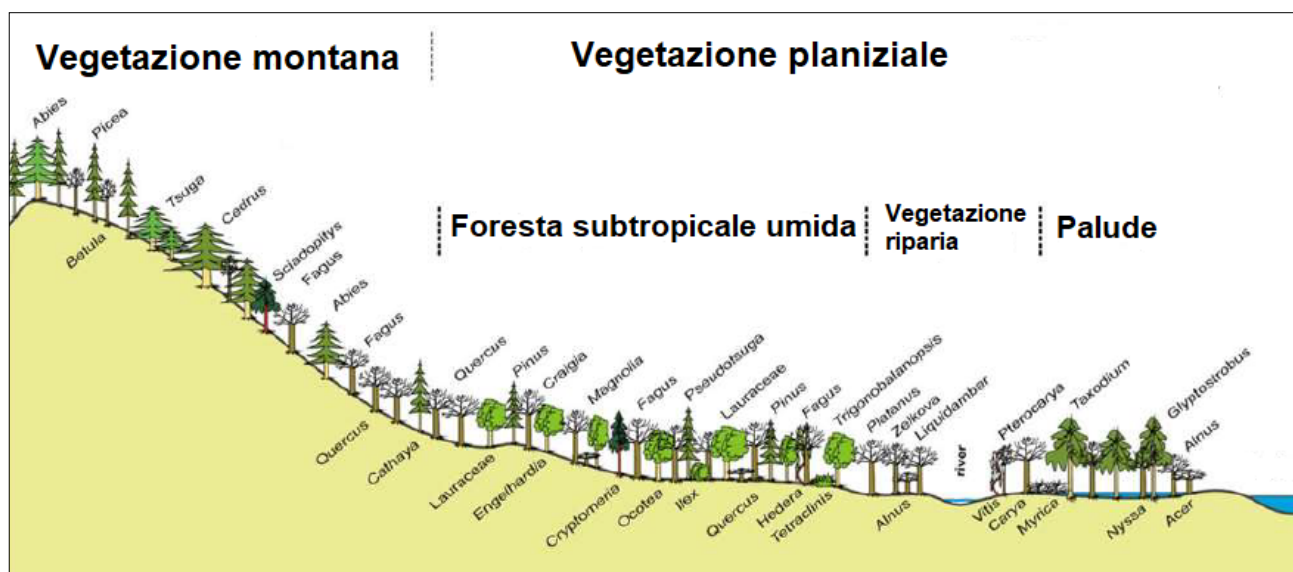 Vegetazione montana
Vegetazione planiziale
Foresta subtropicale umida
Vegetazione
riparia
Palude
Abies
Picea
Betula
Tsuga
Cedrus
Sciadopitys
Fagus
Abies
Fagus
Quercus
Cathaya
Quercus
Lauraceae
Pinus
Engelhardia
Craigia
Magnolia
Cryptomeria
Fagus
Ocotea
Pseudotsuga
Ilex
Lauraceae
Quercus
Pinus
Hedera
Fagus
Tetraclinis
Trigonobalanopsis
Platanus
Alnus
Zelkova
Liquidambar
river
Vitis
Pterocarya
Carya
Myrica
Taxodium
Nyssa
Glyptostrobus
Acer
Alnus